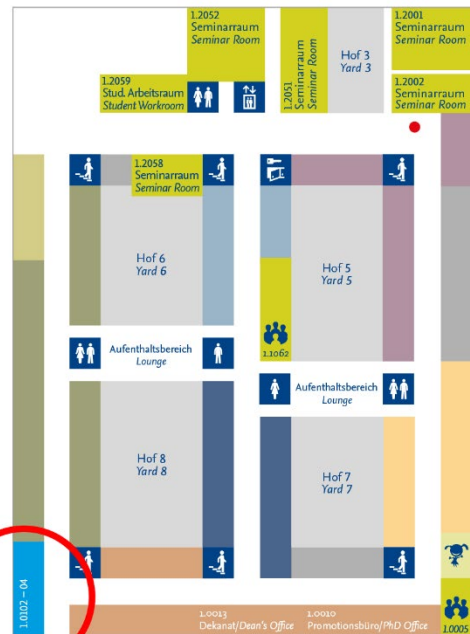 1.2052
Seminarraum
Seminar Room
1.2059
Stud. Arbeitsraum
Student Workroom
1.2051
Seminarraum
Seminar Room
Hof 3
Yard 3
1.2001
Seminarraum
Seminar Room
1.2002
Seminarraum
Seminar Room
1.2058
Seminarraum
Seminar Room
Hof 6
Yard 6
Hof 5
Yard 5
1.1062
Aufenthaltsbereich
Lounge
Aufenthaltsbereich
Lounge
Hof 8
Yard 8
Hof 7
Yard 7
1.0102 – 04
1.0013
Dekanat/Dean's Office
1.0010
Promotionsbüro/PhD Office
1.0005